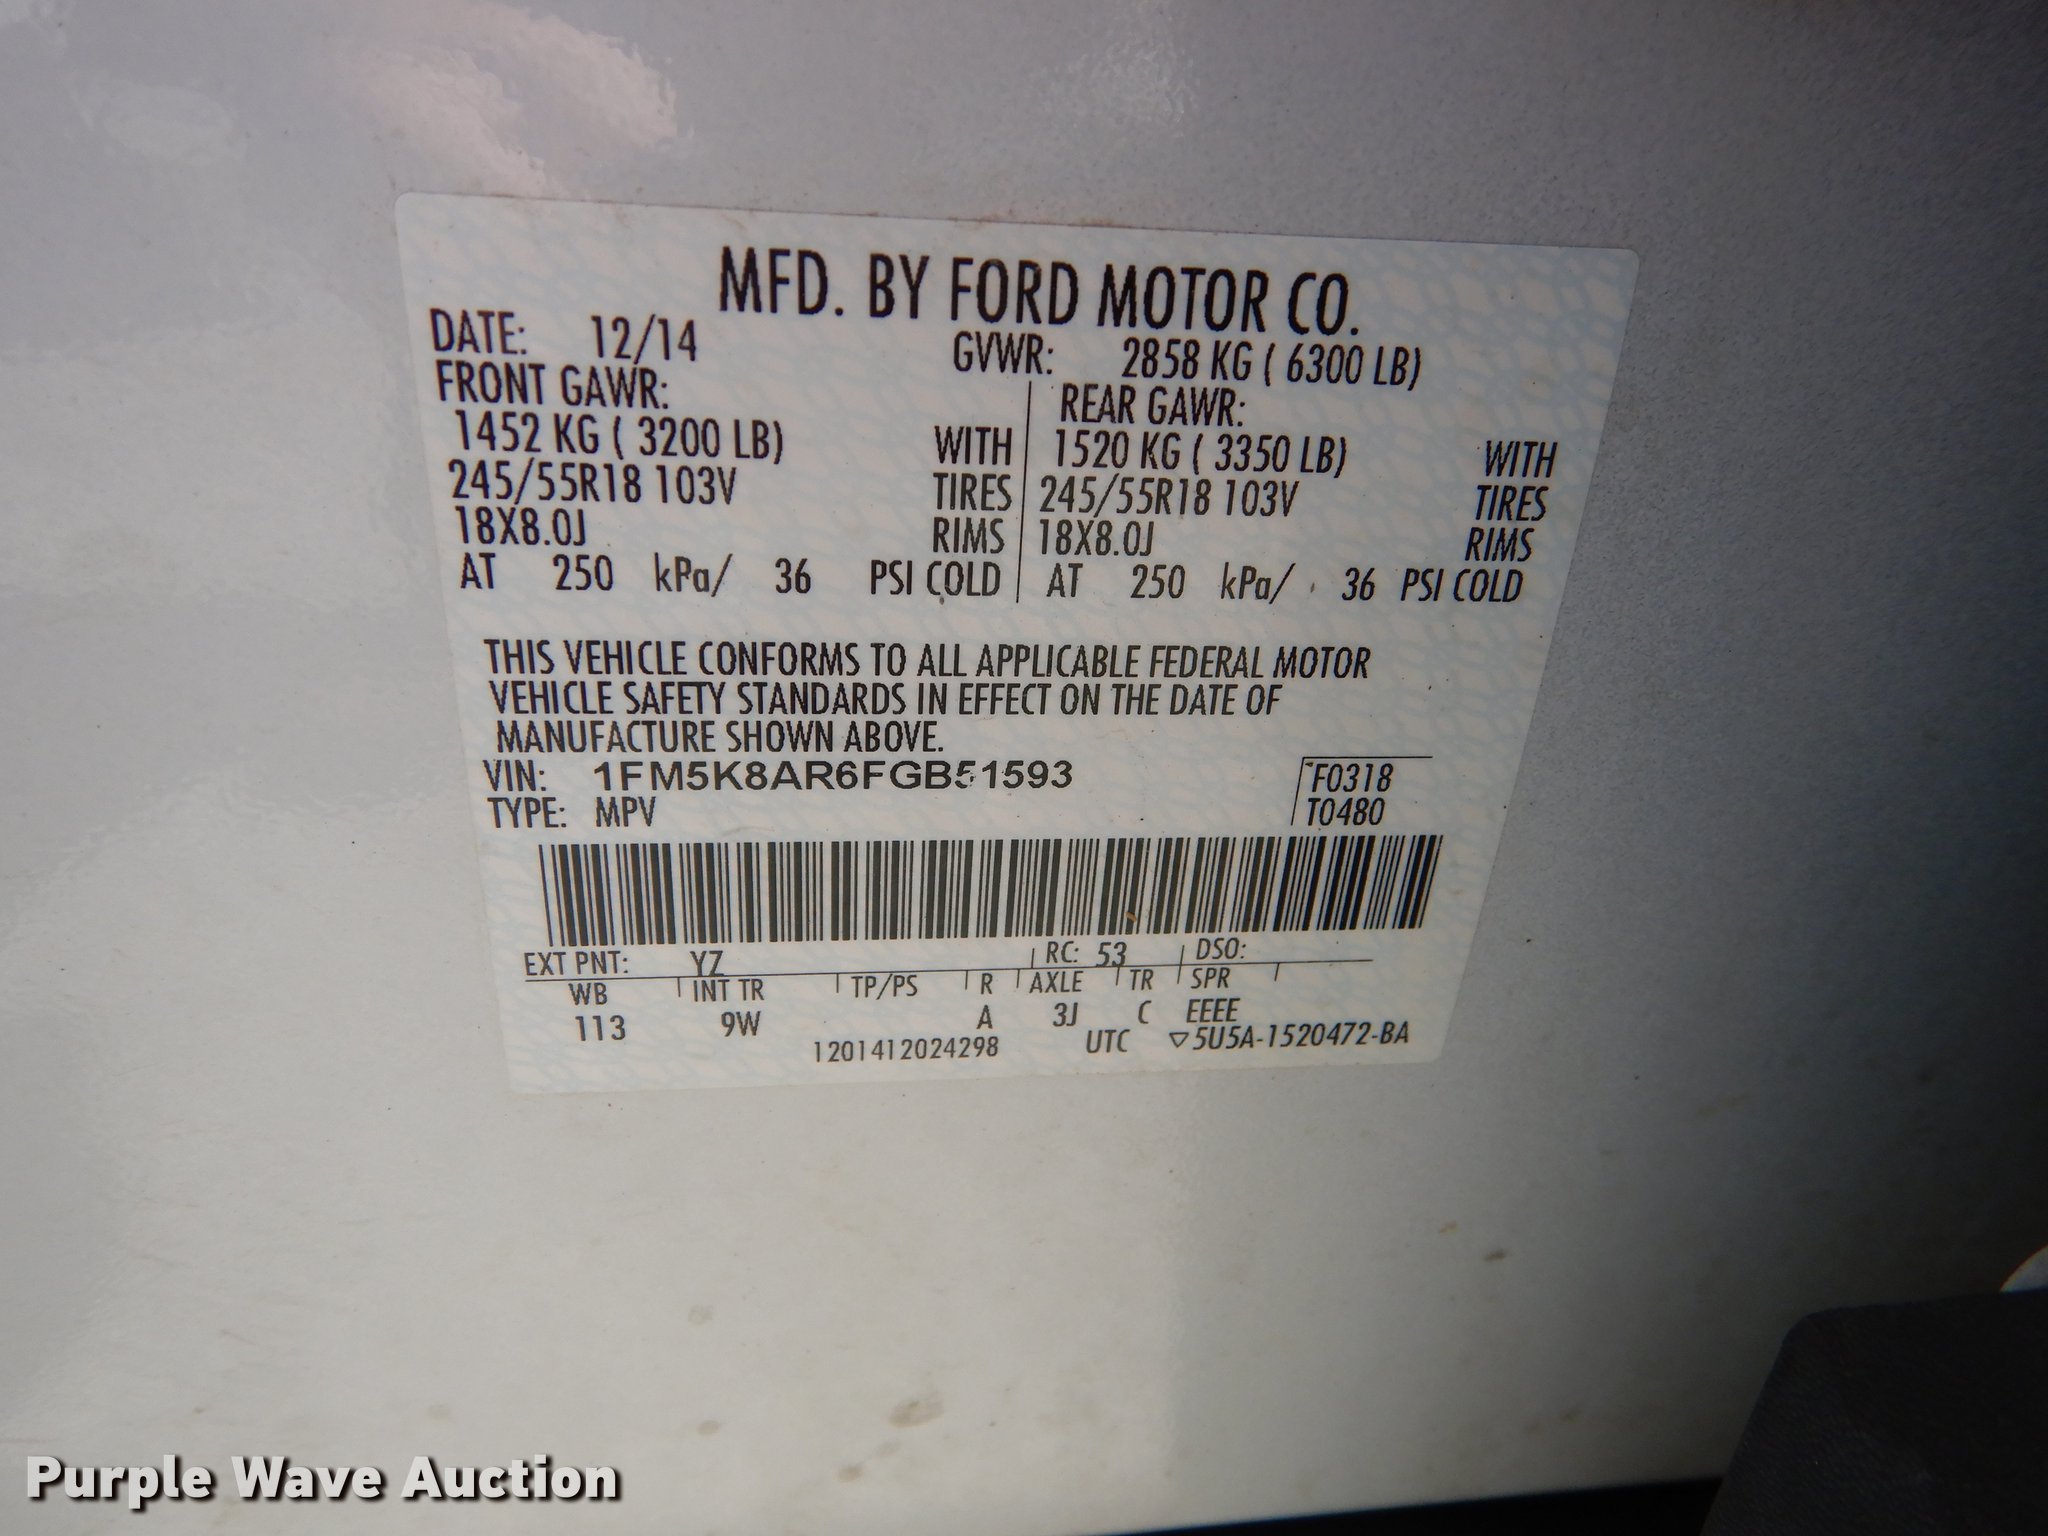 MFD. BY FORD MOTOR CO.
DATE: 12/14 GVWR: 2858 KG ( 6300 LB)
FRONT GAWR: REAR GAWR:
1452 KG ( 3200 LB) WITH 1520 KG ( 3350 LB) WITH
245/55R18 103V TIRES 245/55R18 103V TIRES
18X8.0J RIMS 18X8.0J RIMS
AT 250 kPa/ 36 PSI COLD AT 250 kPa/ 36 PSI COLD
THIS VEHICLE CONFORMS TO ALL APPLICABLE FEDERAL MOTOR
VEHICLE SAFETY STANDARDS IN EFFECT ON THE DATE OF
MANUFACTURE SHOWN ABOVE.
VIN: 1FM5K8AR6FGB51593 F0318
TYPE: MPV T0480
EXT PNT: YZ RC: 53 DSO:
WB INT TR TP/PS R AXLE TR SPR
113 9W A 3J C EEEE
1201412024298 UTC ▽5U5A-1520472-BA
Purple Wave Auction